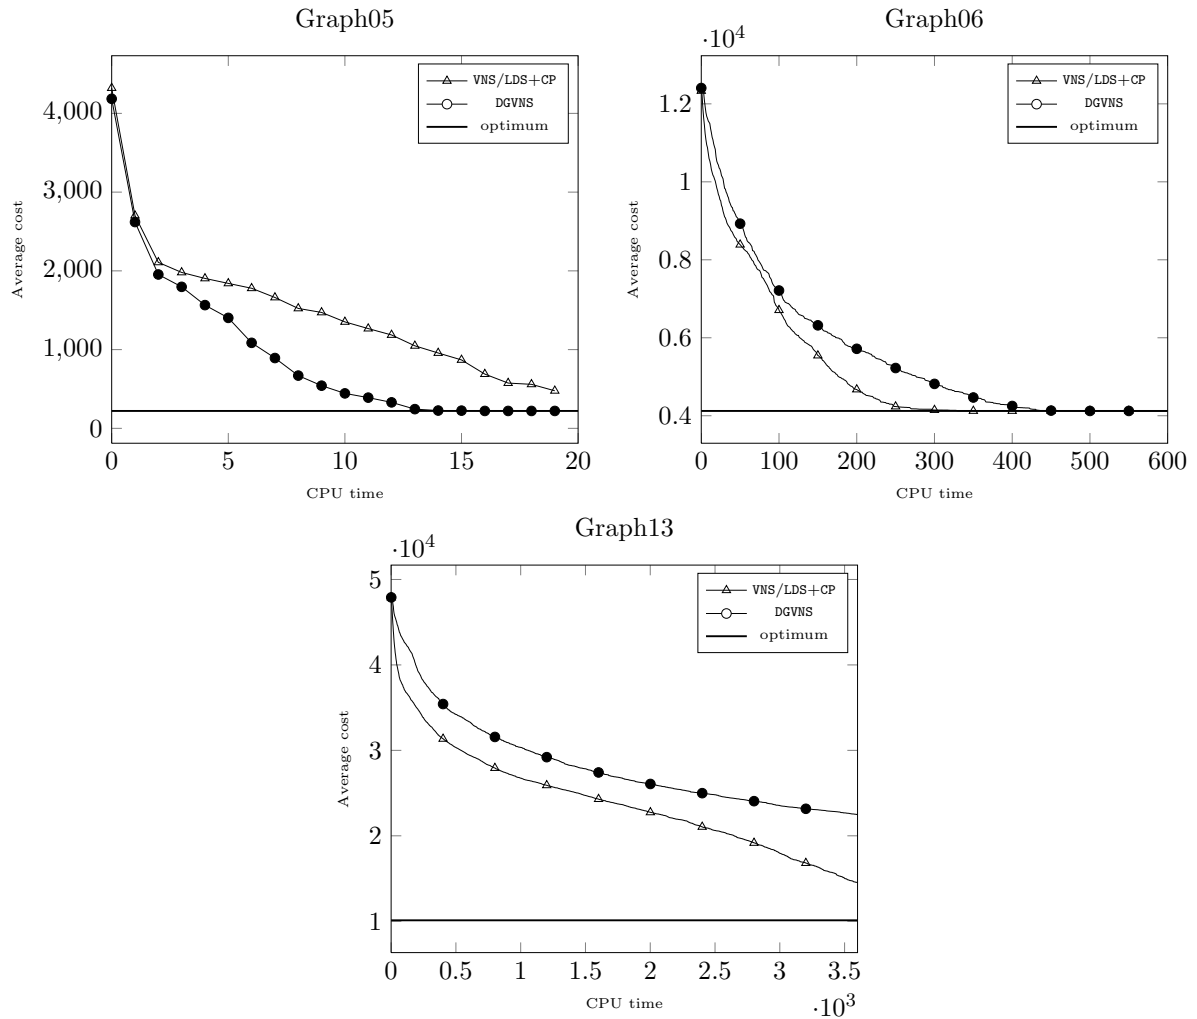 Graph05
VNS/LDS+CP
DGVNS
optimum
4,000
3,000
2,000
1,000
0
Average cost
0 5 10 15 20
CPU time
Graph06
·10^4
VNS/LDS+CP
DGVNS
optimum
1.2
1
0.8
0.6
0.4
Average cost
0 100 200 300 400 500 600
CPU time
Graph13
·10^4
VNS/LDS+CP
DGVNS
optimum
5
4
3
2
1
Average cost
0 0.5 1 1.5 2 2.5 3 3.5
CPU time
·10^3